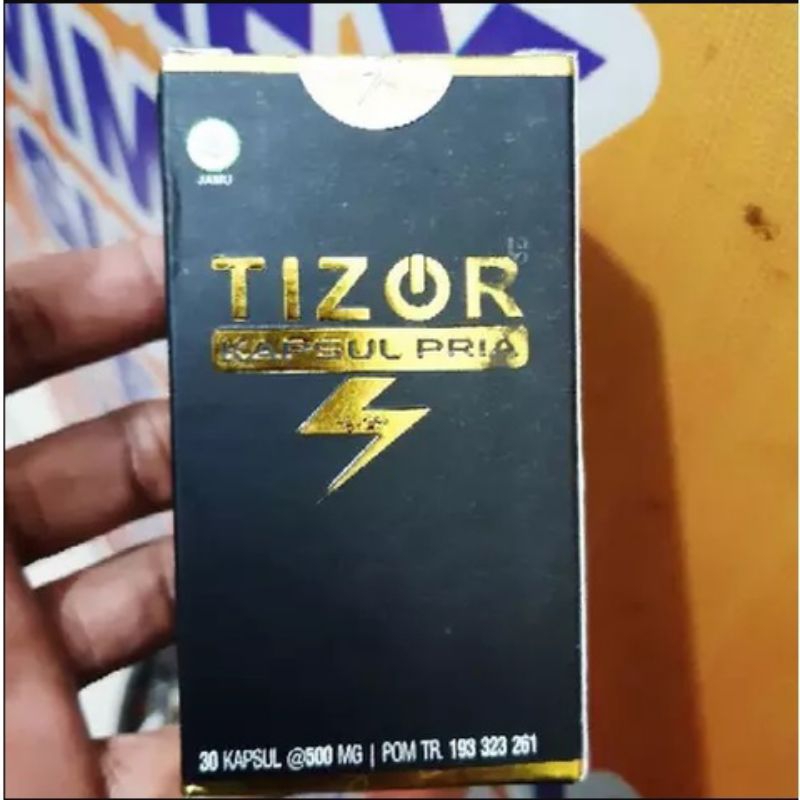 JAMU
TIZOR
KAPSUL PRIA
30 KAPSUL @500 MG | POM TR. 193 323 261